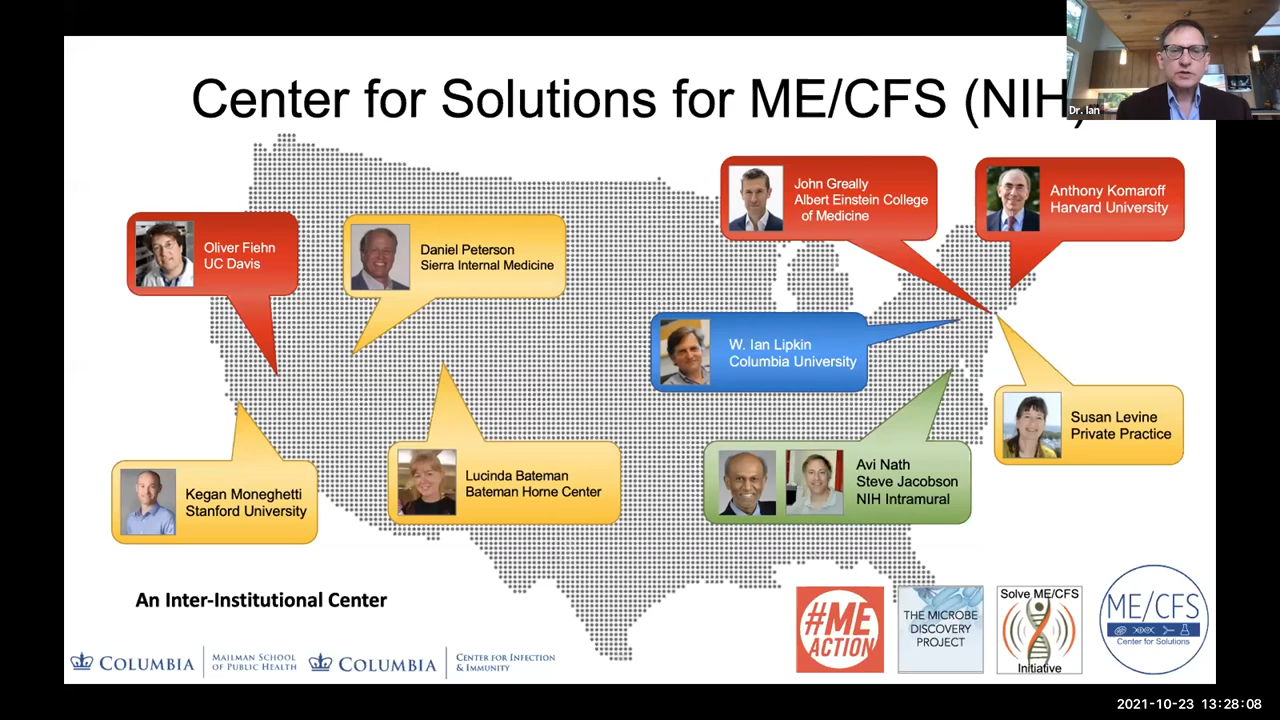 Center for Solutions for ME/CFS (NIH)
Dr. Ian
John Greally
Albert Einstein College
of Medicine
Anthony Komaroff
Harvard University
Oliver Fiehn
UC Davis
Daniel Peterson
Sierra Internal Medicine
W. Ian Lipkin
Columbia University
Susan Levine
Private Practice
Kegan Moneghetti
Stanford University
Lucinda Bateman
Bateman Horne Center
Avi Nath
Steve Jacobson
NIH Intramural
An Inter-Institutional Center
COLUMBIA
MAILMAN SCHOOL
OF PUBLIC HEALTH
COLUMBIA
CENTER FOR INFECTION
& IMMUNITY
#ME
ACTION
THE MICROBE
DISCOVERY
PROJECT
Solve ME/CFS
Initiative
ME/CFS
Center for Solutions
2021-10-23 13:28:08